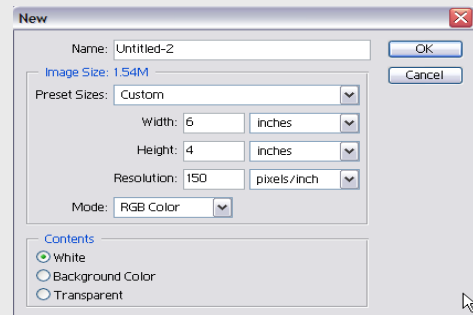 New
Name: Untitled-2
OK
Image Size: 1.54M
Cancel
Preset Sizes: Custom
Width: 6 inches
Height: 4 inches
Resolution: 150 pixels/inch
Mode: RGB Color
Contents
White
Background Color
Transparent